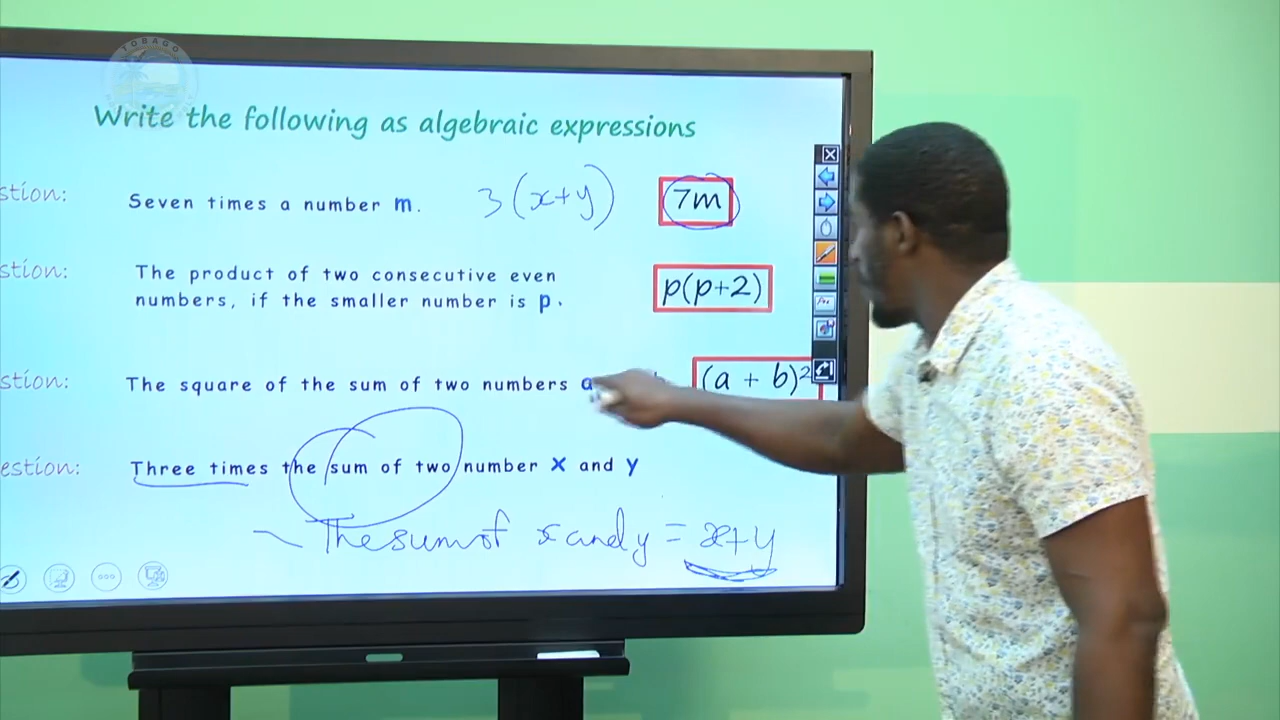 TOBAGO
Write the following as algebraic expressions
stion: Seven times a number m. 3(x+y) 7m
stion: The product of two consecutive even
numbers, if the smaller number is p. p(p+2)
stion: The square of the sum of two numbers a (a + b)²
estion: Three times the sum of two number x and y
The sum of x and y = x+y